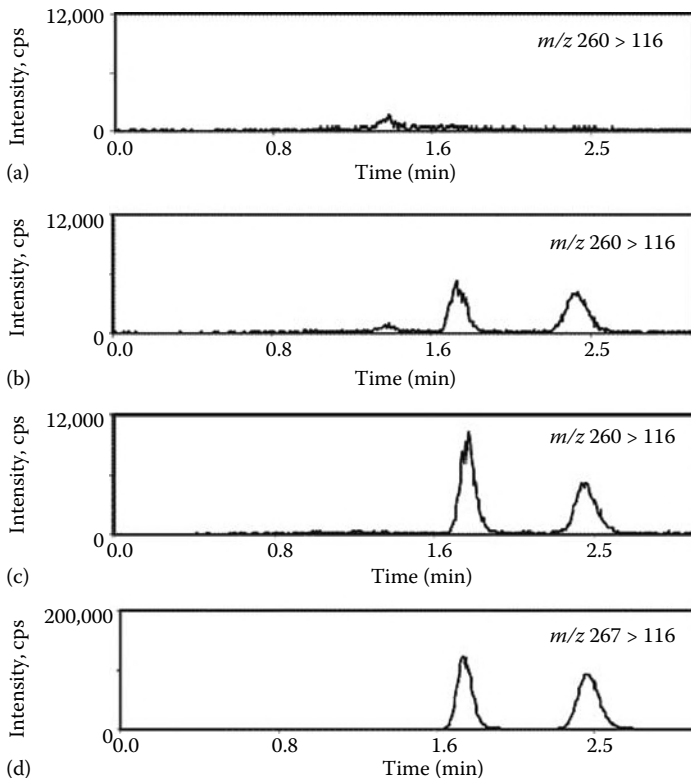 12,000
Intensity, cps
m/z 260 > 116
0
0.0 0.8 1.6 2.5
(a) Time (min)
12,000
Intensity, cps
m/z 260 > 116
0
0.0 0.8 1.6 2.5
(b) Time (min)
12,000
Intensity, cps
m/z 260 > 116
0
0.0 0.8 1.6 2.5
(c) Time (min)
200,000
Intensity, cps
m/z 267 > 116
0
0.0 0.8 1.6 2.5
(d) Time (min)